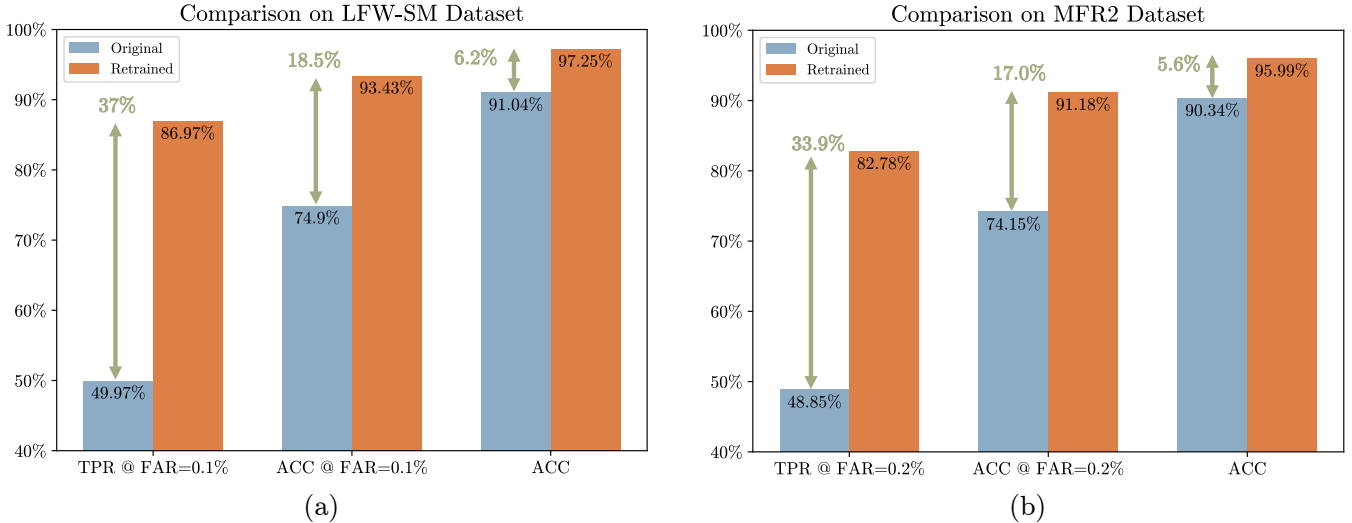 Comparison on LFW-SM Dataset
100%
90%
80%
70%
60%
50%
40%
Original
Retrained
37%
18.5%
6.2%
86.97%
49.97%
93.43%
74.9%
97.25%
91.04%
TPR @ FAR=0.1%
ACC @ FAR=0.1%
ACC
(a)
Comparison on MFR2 Dataset
100%
90%
80%
70%
60%
50%
40%
Original
Retrained
33.9%
17.0%
5.6%
82.78%
48.85%
91.18%
74.15%
95.99%
90.34%
TPR @ FAR=0.2%
ACC @ FAR=0.2%
ACC
(b)